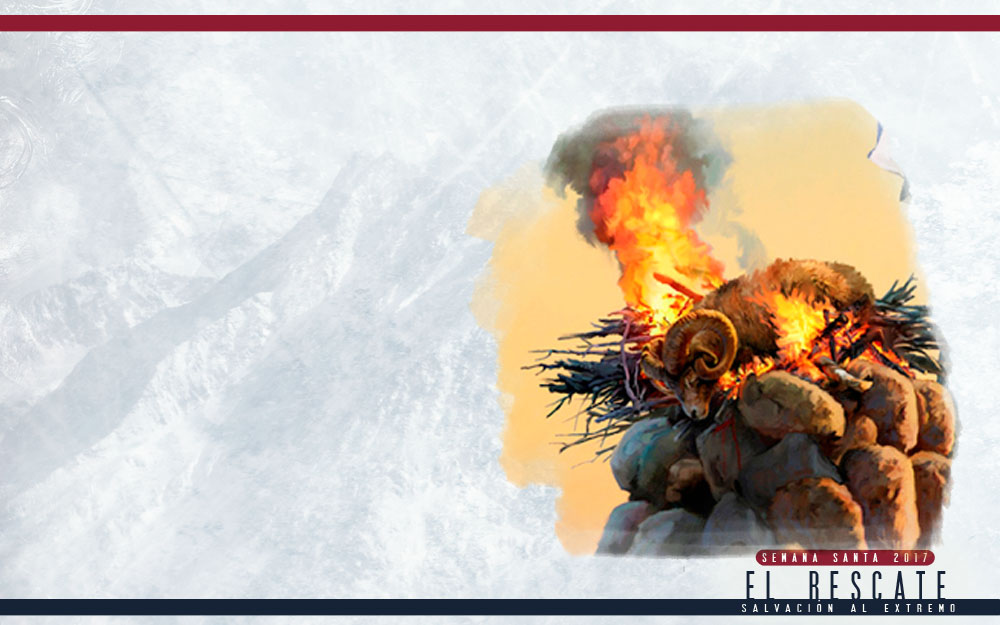 SEMANA SANTA 2017
EL RESCATE
SALVACIÓN AL EXTREMO